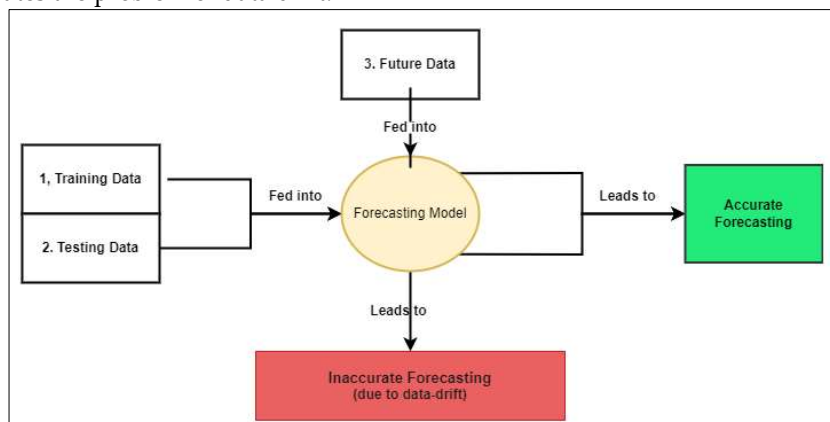 3. Future Data
Fed into
1, Training Data
Fed into
Forecasting Model
Leads to
Accurate
Forecasting
2. Testing Data
Leads to
Inaccurate Forecasting
(due to data-drift)